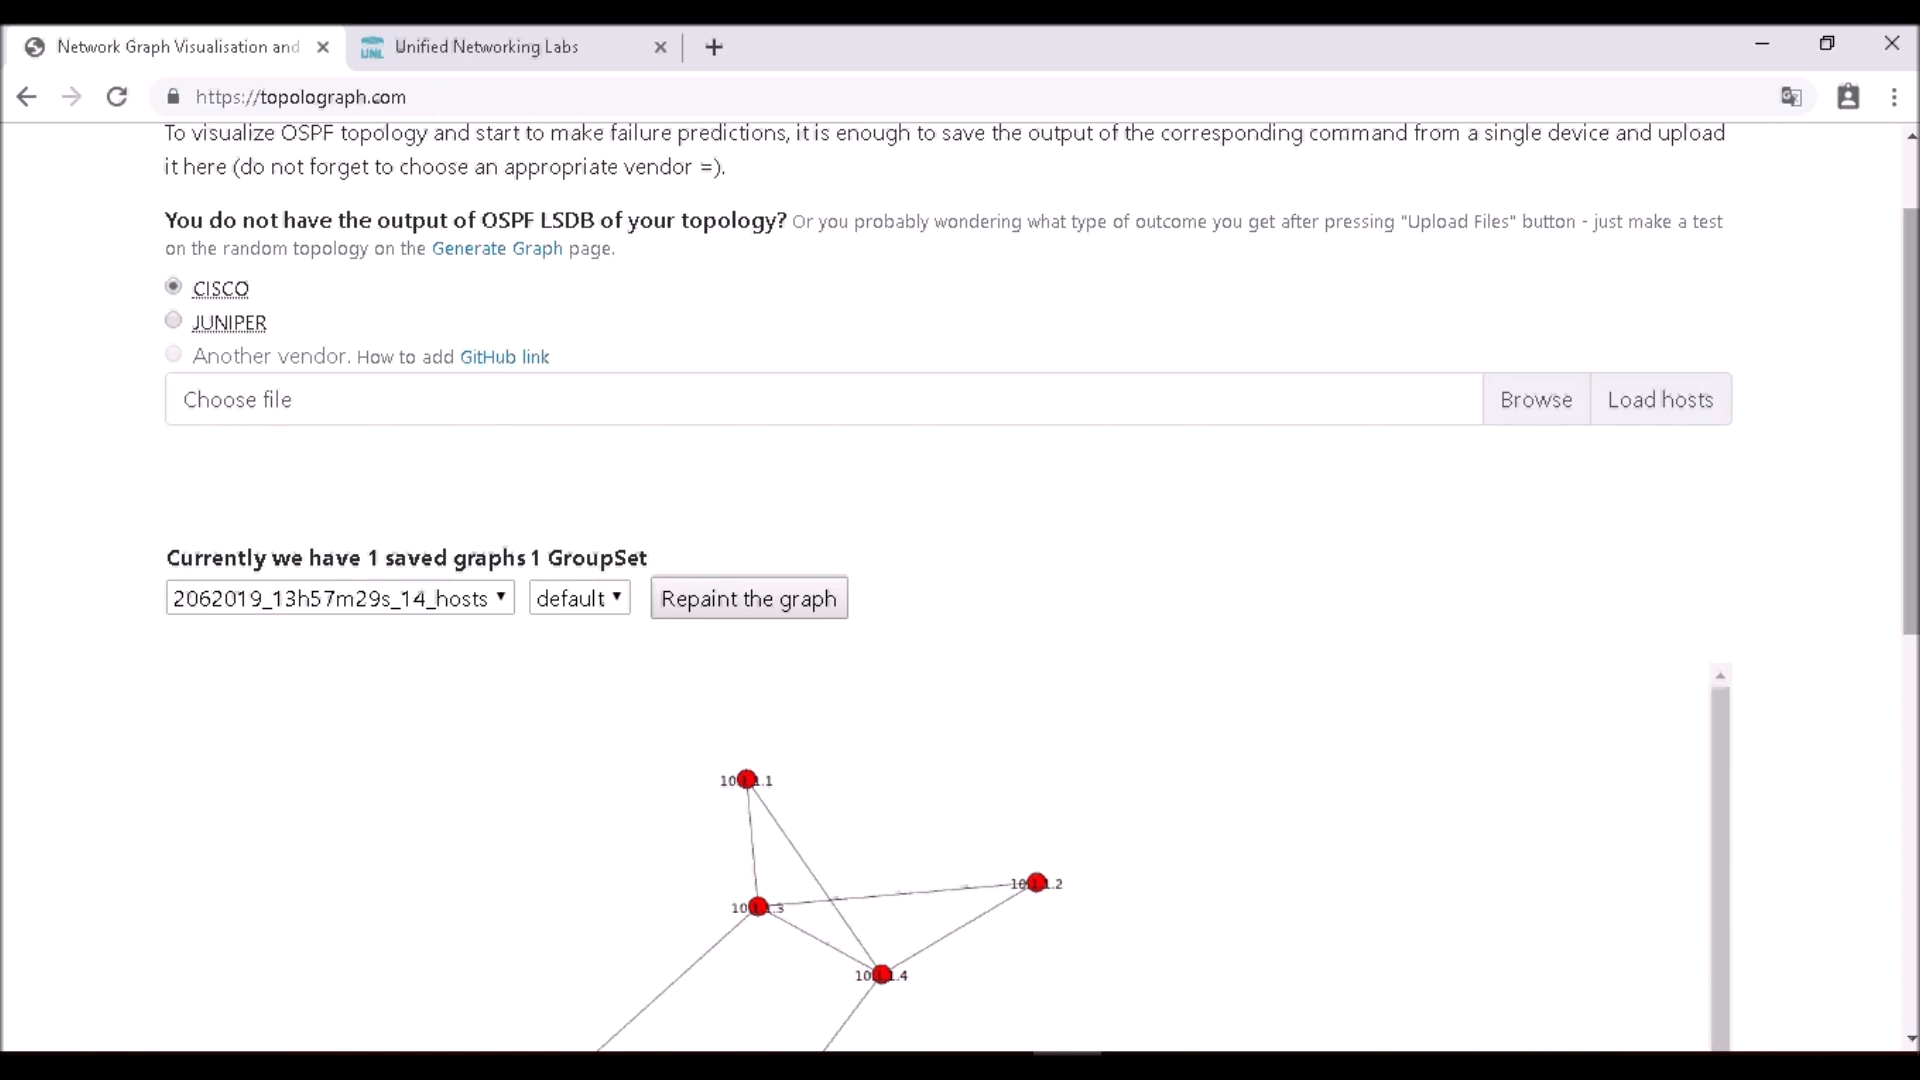 Network Graph Visualisation and
Unified Networking Labs
https://topolograph.com
To visualize OSPF topology and start to make failure predictions, it is enough to save the output of the corresponding command from a single device and upload
it here (do not forget to choose an appropriate vendor =).
You do not have the output of OSPF LSDB of your topology? Or you probably wondering what type of outcome you get after pressing "Upload Files" button - just make a test
on the random topology on the Generate Graph page.
CISCO
JUNIPER
Another vendor. How to add GitHub link
Choose file Browse Load hosts
Currently we have 1 saved graphs 1 GroupSet
2062019_13h57m29s_14_hosts default Repaint the graph